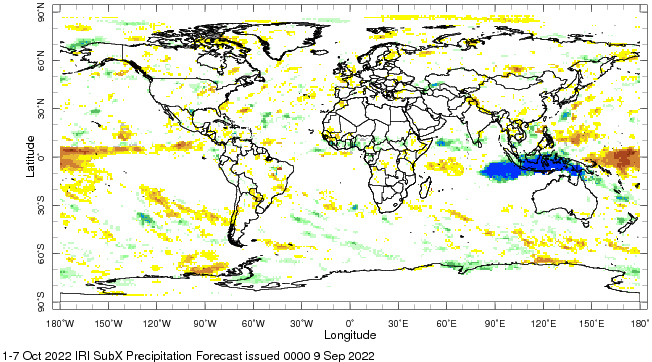 90°N
60°N
30°N
0°
30°S
60°S
90°S
Latitude
180°W 150°W 120°W 90°W 60°W 30°W 0° 30°E 60°E 90°E 120°E 150°E 180°E
Longitude
1-7 Oct 2022 IRI SubX Precipitation Forecast issued 0000 9 Sep 2022